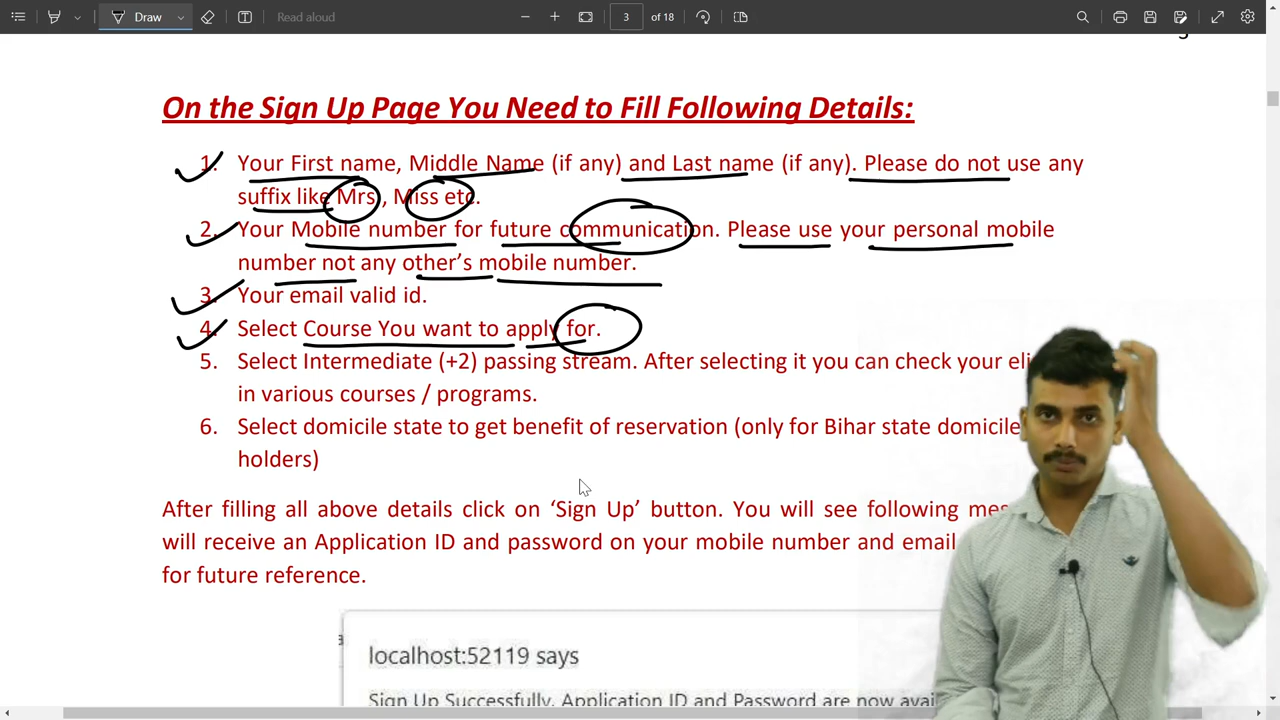 Draw
Read aloud
3 of 18
On the Sign Up Page You Need to Fill Following Details:
1. Your First name, Middle Name (if any) and Last name (if any). Please do not use any
suffix like Mrs, Miss etc.
2. Your Mobile number for future communication. Please use your personal mobile
number not any other’s mobile number.
3. Your email valid id.
4. Select Course You want to apply for.
5. Select Intermediate (+2) passing stream. After selecting it you can check your
in various courses / programs.
6. Select domicile state to get benefit of reservation (only for Bihar state domicile
holders)
After filling all above details click on ‘Sign Up’ button. You will see following
will receive an Application ID and password on your mobile number and email
for future reference.
localhost:52119 says
Sign Up Successfully. Application ID and Password are now